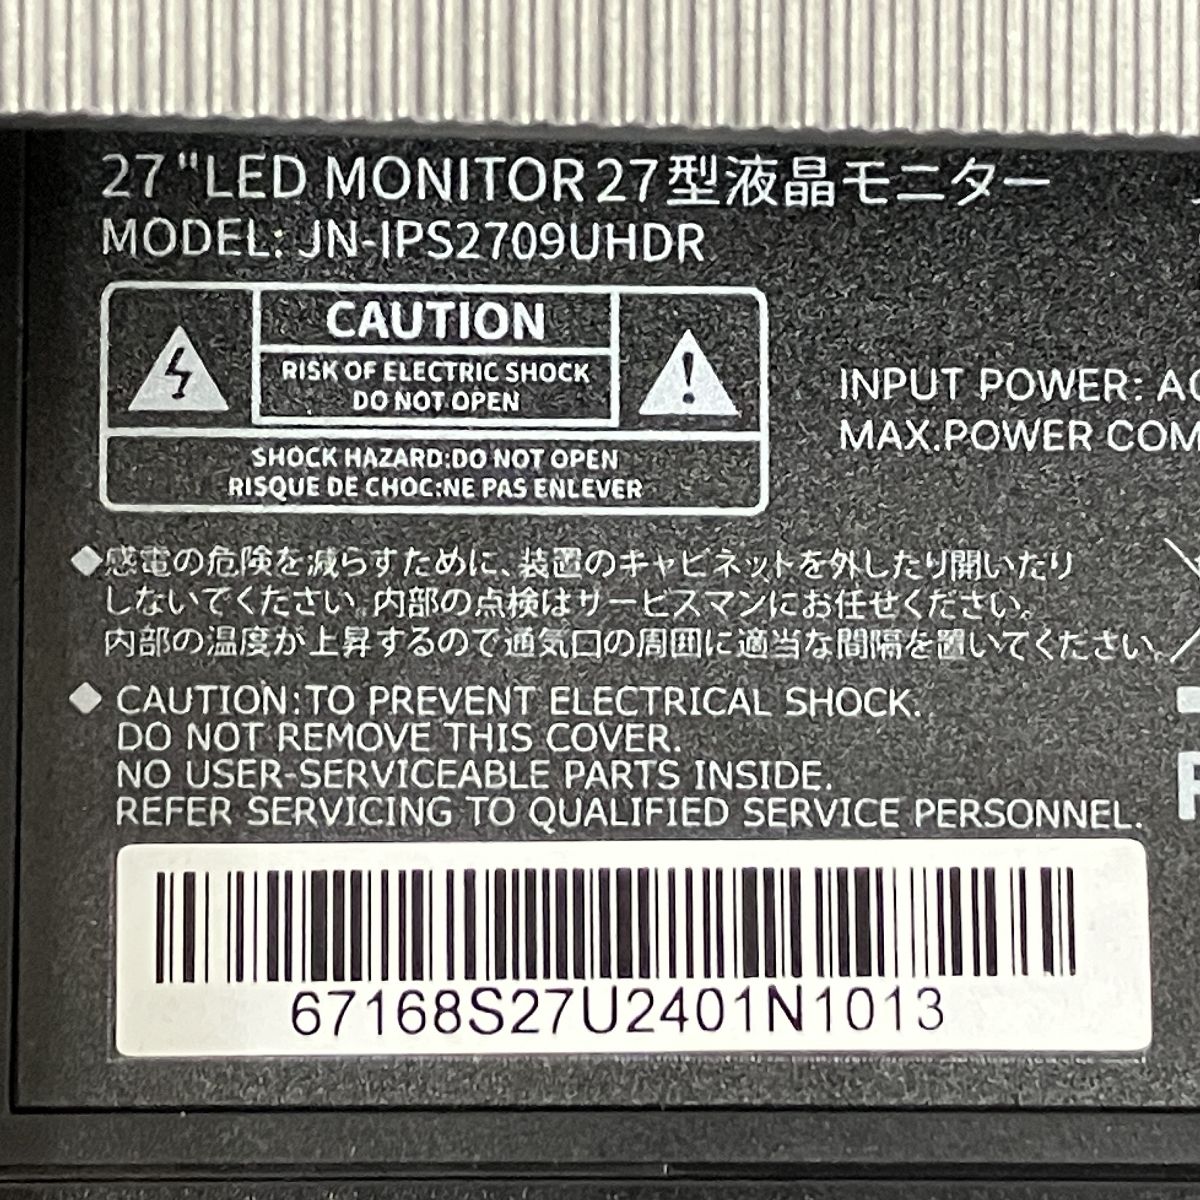 27"LED MONITOR 27型液晶モニター
MODEL: JN-IPS2709UHDR
CAUTION
RISK OF ELECTRIC SHOCK
DO NOT OPEN
SHOCK HAZARD:DO NOT OPEN
RISQUE DE CHOC:NE PAS ENLEVER
INPUT POWER:
MAX.POWER
◆感電の危険を減らすために、装置のキャビネットを外したり開いたり
しないでください。内部の点検はサービスマンにお任せください。
内部の温度が上昇するので通気口の周囲に適当な間隔を置いてください。
◆ CAUTION:TO PREVENT ELECTRICAL SHOCK.
DO NOT REMOVE THIS COVER.
NO USER-SERVICEABLE PARTS INSIDE.
REFER SERVICING TO QUALIFIED SERVICE PERSONNEL.
67168S27U2401N1013